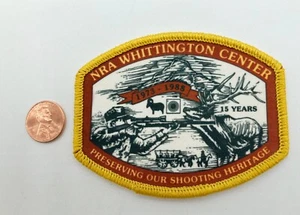 NRA WHITTINGTON CENTER
1973 - 1988
15 YEARS
PRESERVING OUR SHOOTING HERITAGE